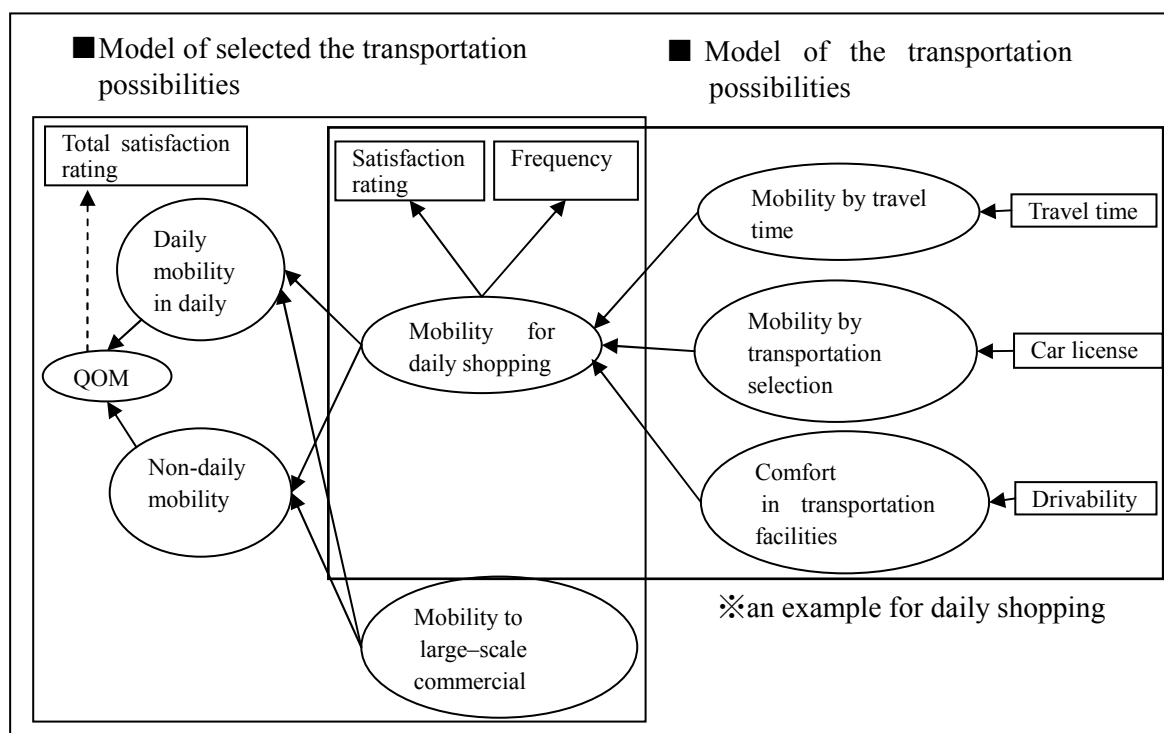 ■Model of selected the transportation
possibilities
■ Model of the transportation
possibilities
Total satisfaction
rating
Satisfaction
rating
Frequency
Mobility by travel
time
Travel time
Daily
mobility
in daily
Mobility for
daily shopping
Mobility by
transportation
selection
Car license
QOM
Non-daily
mobility
Comfort
in transportation
facilities
Drivability
※an example for daily shopping
Mobility to
large–scale
commercial